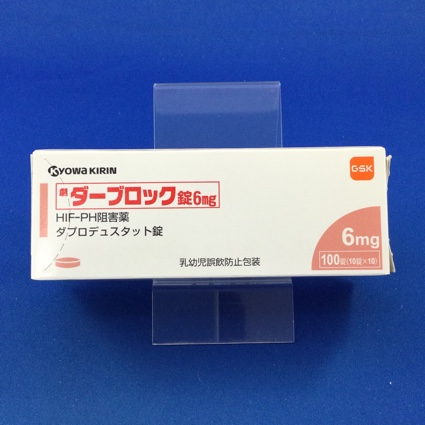 KYOWA KIRIN
GSK
劇 ダーブロック錠6mg
HIF-PH阻害薬
ダプロデュスタット錠
6mg
100錠(10錠×10)
乳幼児誤飲防止包装